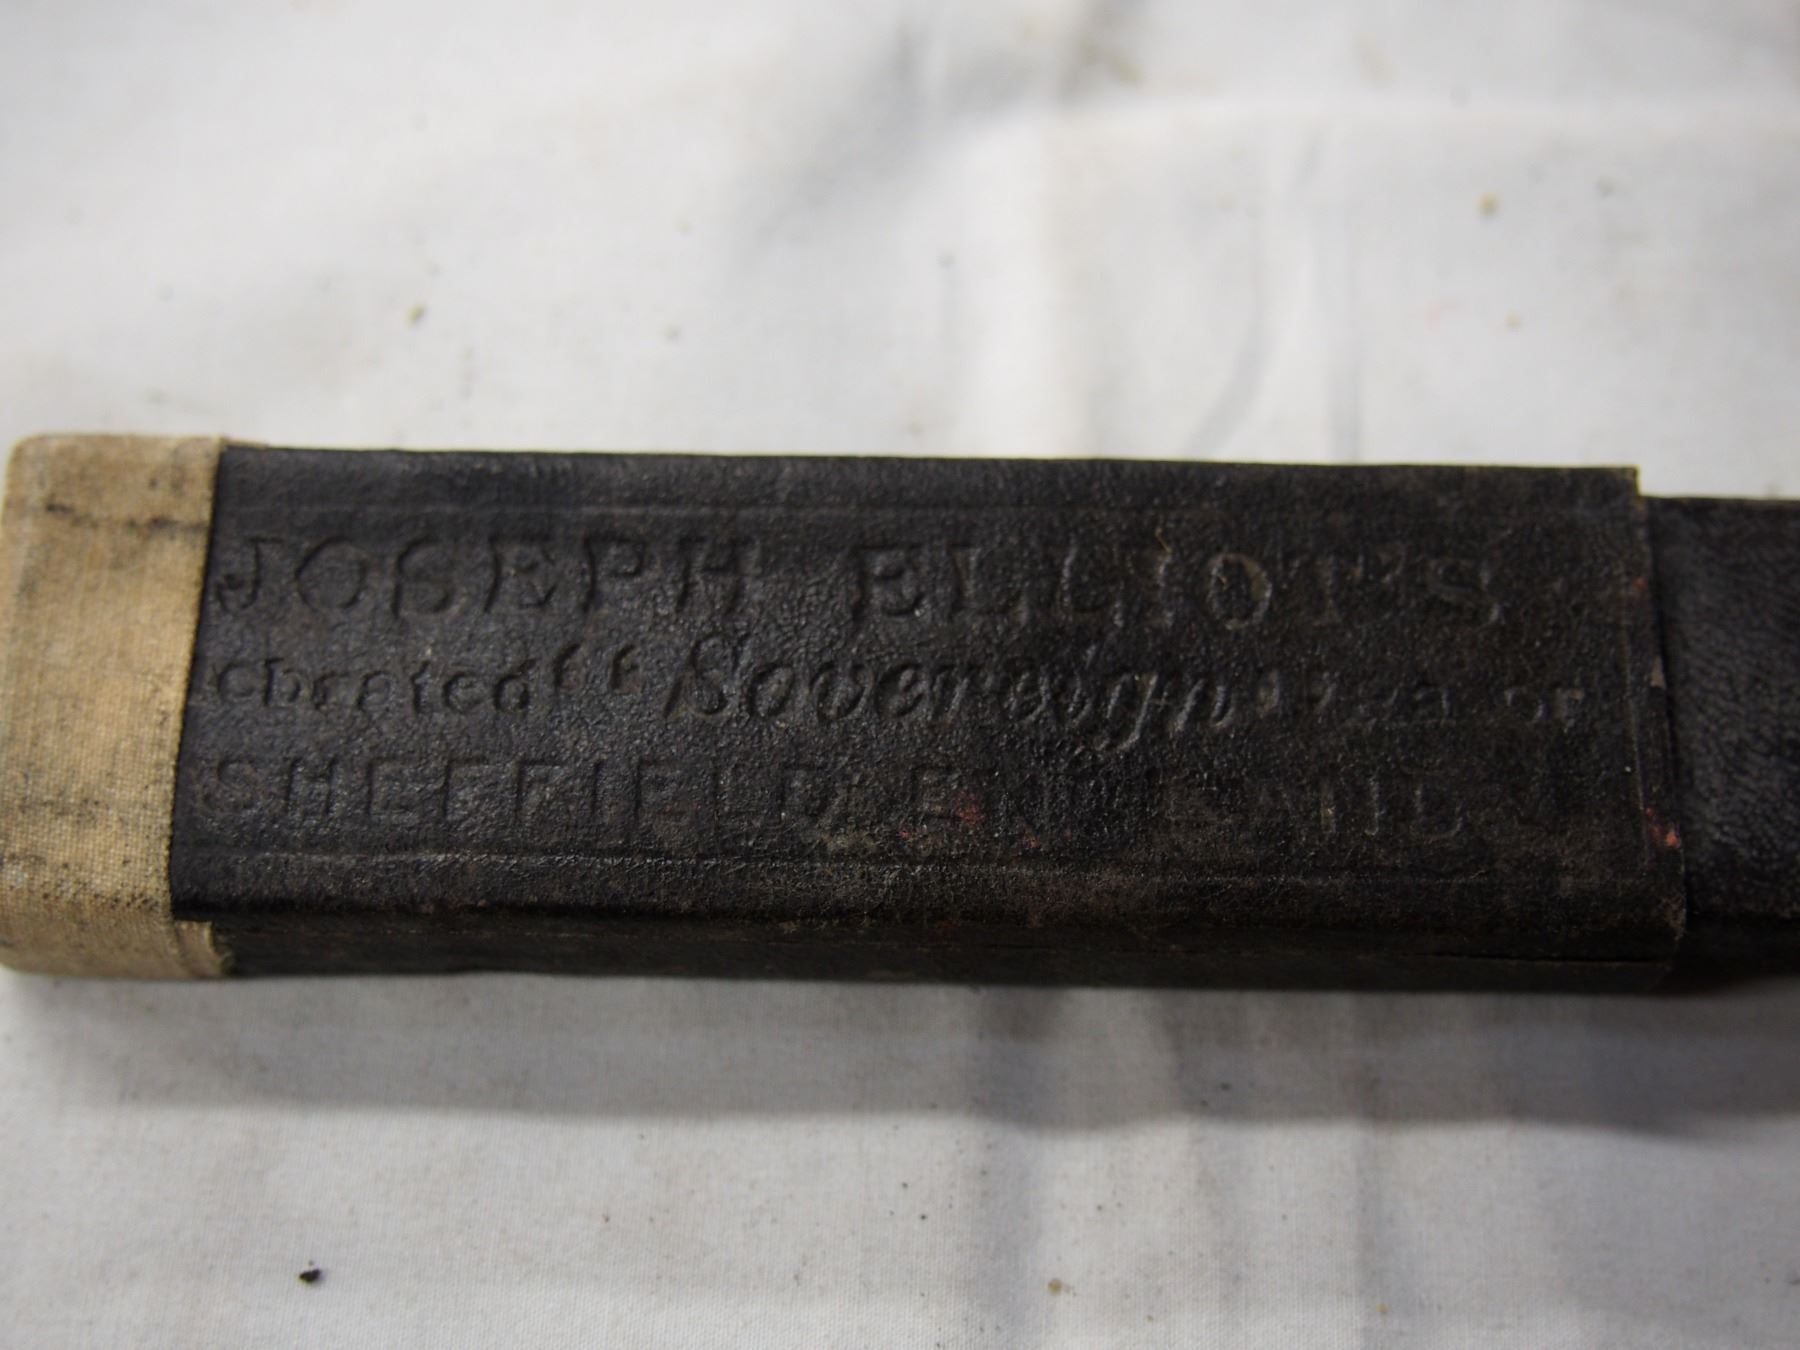 JOSEPH ELLIOT'S
"Sovereign"
SHEFFIELD ENGLAND